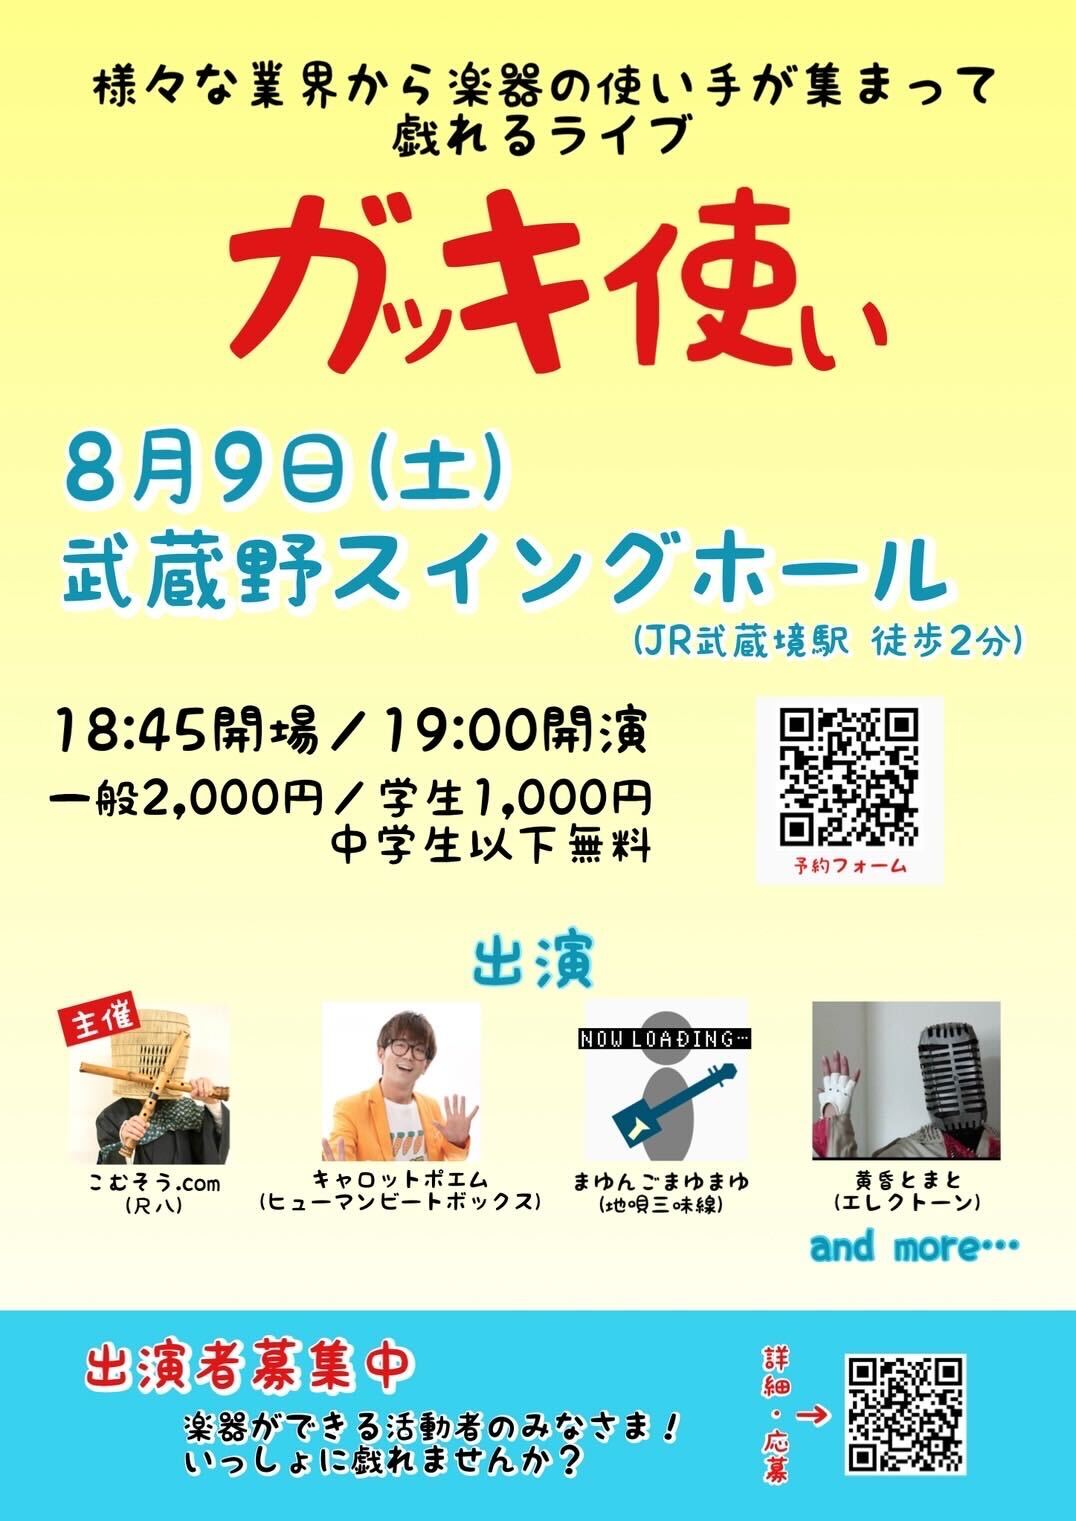 様々な業界から楽器の使い手が集まって
戯れるライブ
ガッキ使い
8月9日(土)
武蔵野スイングホール
(JR武蔵境駅 徒歩2分)
18:45開場/19:00開演
一般2,000円/学生1,000円
中学生以下無料
予約フォーム
出演
主催
NOW LOADING…
こむそう.com
(尺八)
キャロットポエム
(ヒューマンビートボックス)
まゆんごまゆまゆ
(地唄三味線)
黄昏とまと
(エレクトーン)
and more…
出演者募集中
楽器ができる活動者のみなさま!
いっしょに戯れませんか?
詳細・応募→